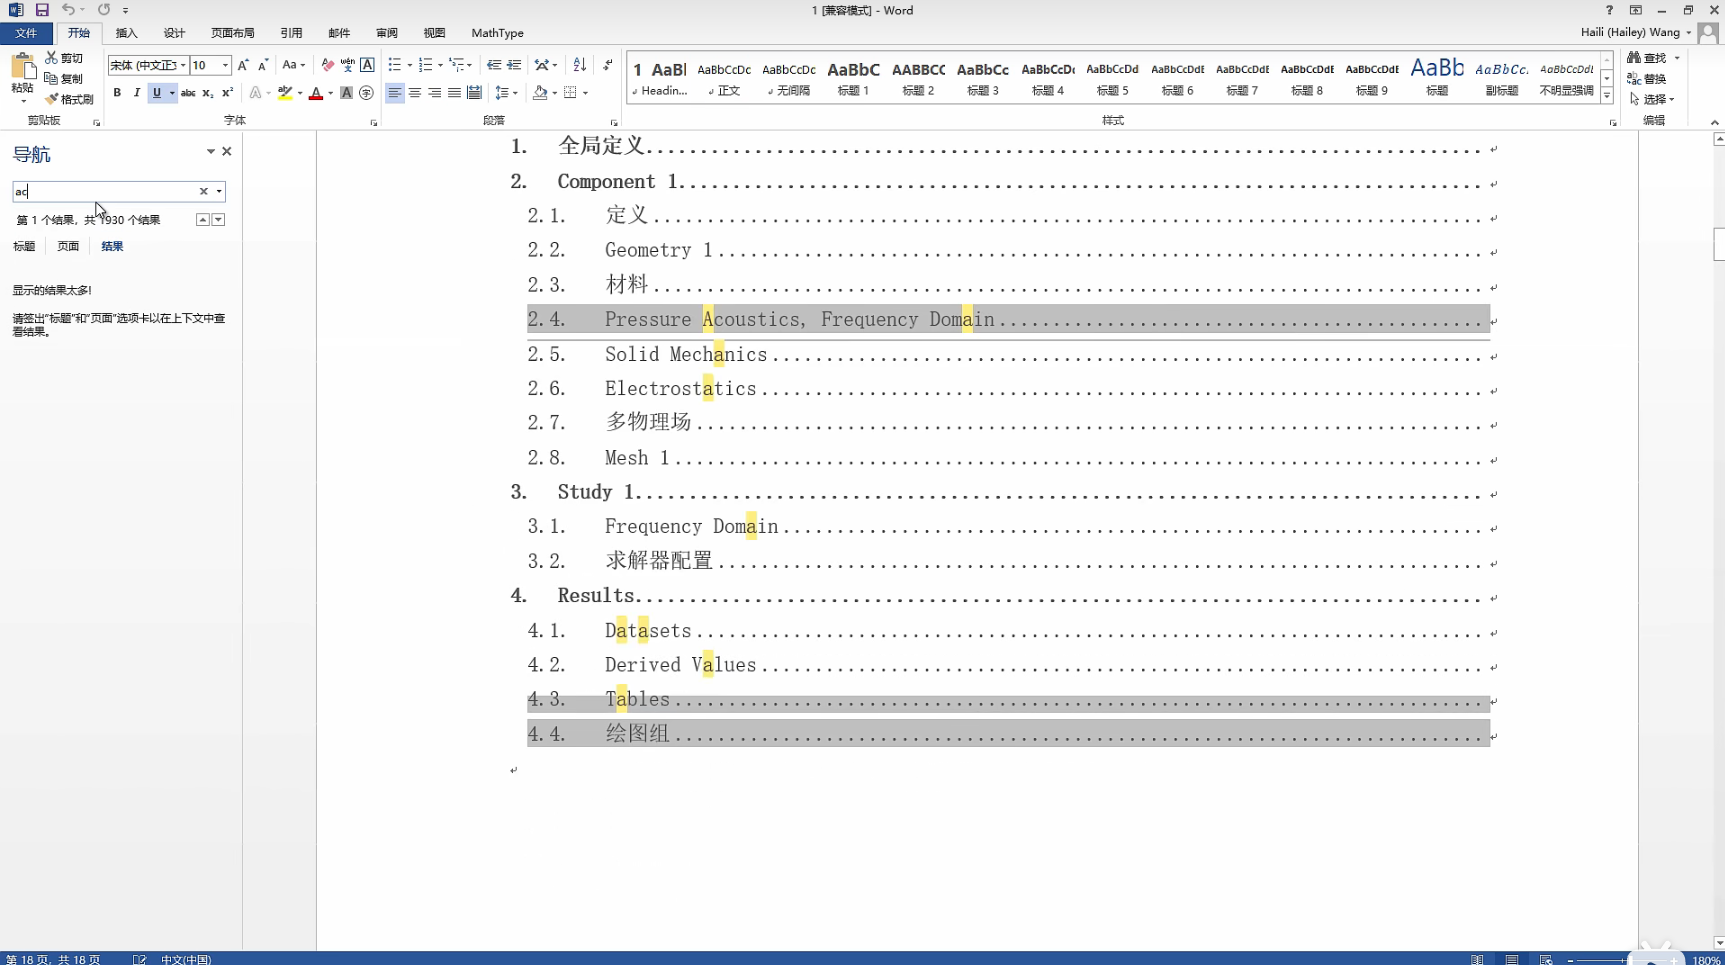 1 [兼容模式] - Word
文件 开始 插入 设计 页面布局 引用 邮件 审阅 视图 MathType
Haili (Hailey) Wang
粘贴 剪切 复制 格式刷
宋体 (中文正 10
1 AaBl AaBbCcDc AaBbCcDc AaBbC AABBCC AaBbCc AaBbCcDc AaBbCcDd AaBbCcDdE AaBbCcDdE AaBbCcDdE AaBbCcDdE AaBb AaBbCc. AaBbCcDdl
Headin... 正文 无间隔 标题 1 标题 2 标题 3 标题 4 标题 5 标题 6 标题 7 标题 8 标题 9 标题 副标题 不明显强调
查找
替换
选择
剪贴板 字体 段落 样式 编辑
导航
ac
第 1 个结果，共 1930 个结果
标题 页面 结果
显示的结果太多!
请签出"标题"和"页面"选项卡以在上下文中查
看结果。
1. 全局定义
2. Component 1
2.1. 定义
2.2. Geometry 1
2.3. 材料
2.4. Pressure Acoustics, Frequency Domain
2.5. Solid Mechanics
2.6. Electrostatics
2.7. 多物理场
2.8. Mesh 1
3. Study 1
3.1. Frequency Domain
3.2. 求解器配置
4. Results
4.1. Datasets
4.2. Derived Values
4.3. Tables
4.4. 绘图组
第 18 页，共 18 页 中文(中国) 180%